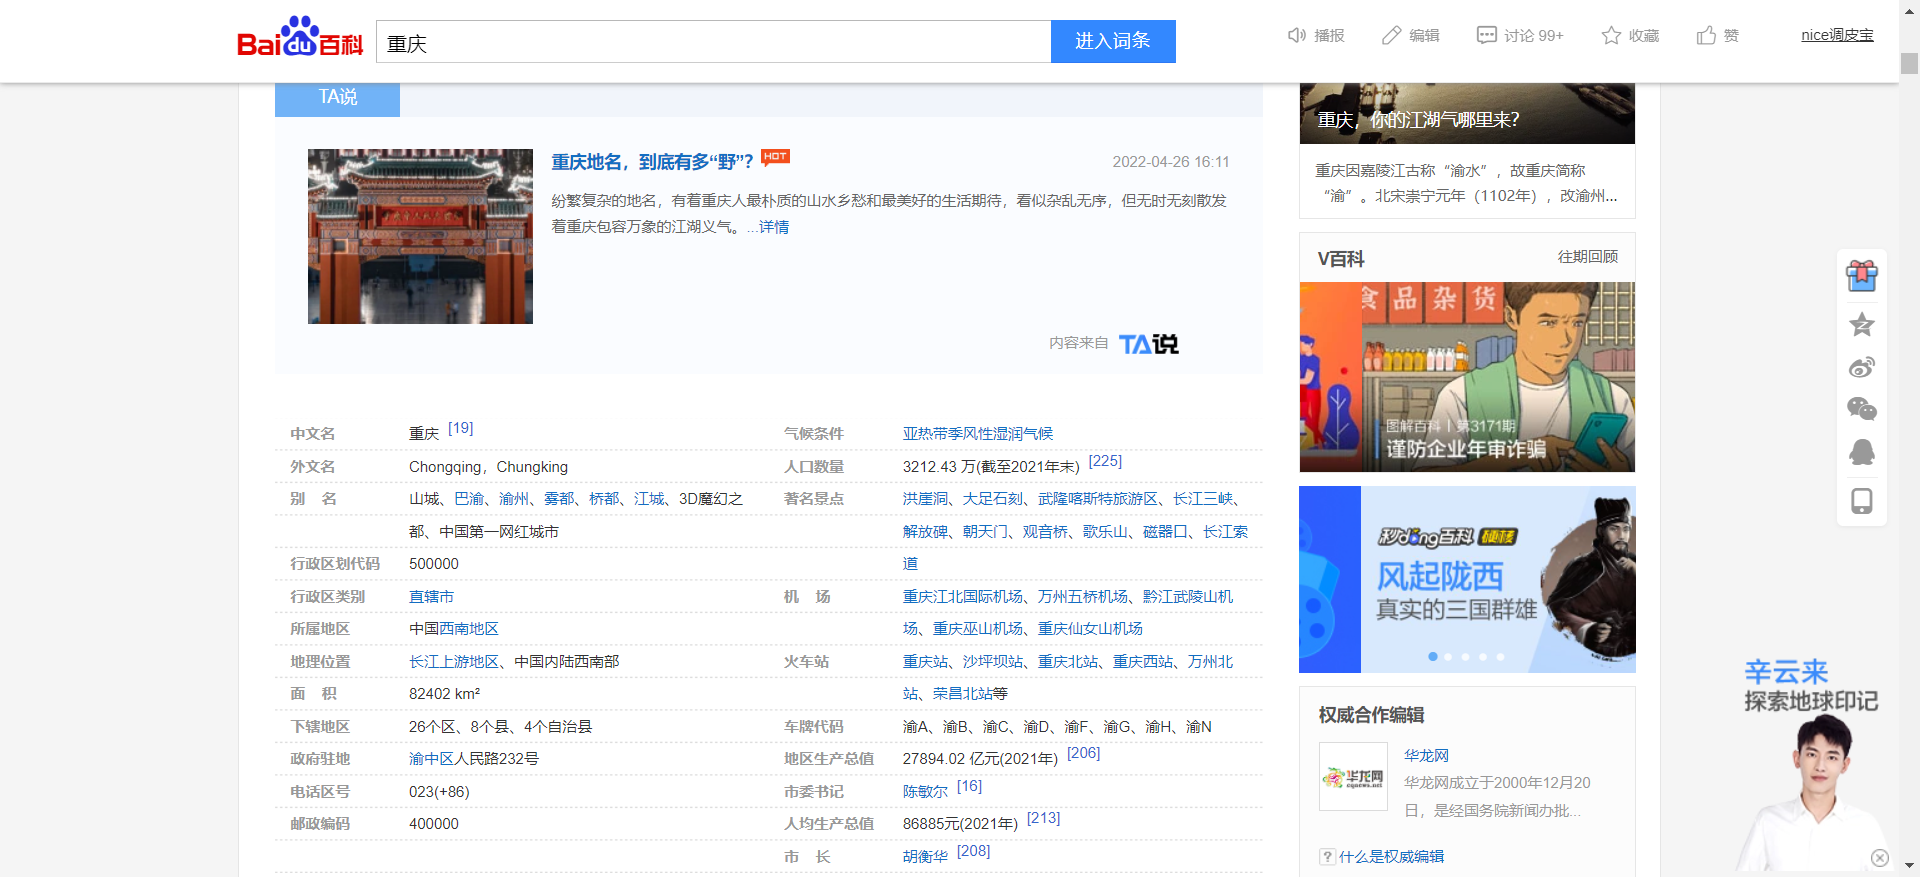 Baidu百科
重庆
进入词条
播报
编辑
讨论 99+
收藏
赞
nice调皮宝
TA说
重庆地名，到底有多“野”？ HOT
2022-04-26 16:11
纷繁复杂的地名，有着重庆人最朴质的山水乡愁和最美好的生活期待，看似杂乱无序，但无时无刻散发
着重庆包容万象的江湖义气。...详情
内容来自 TA说
中文名 重庆 [19]
外文名 Chongqing，Chungking
别 名 山城、巴渝、渝州、雾都、桥都、江城、3D魔幻之
都、中国第一网红城市
行政区划代码 500000
行政区类别 直辖市
所属地区 中国西南地区
地理位置 长江上游地区、中国内陆西南部
面 积 82402 km²
下辖地区 26个区、8个县、4个自治县
政府驻地 渝中区人民路232号
电话区号 023(+86)
邮政编码 400000
气候条件 亚热带季风性湿润气候
人口数量 3212.43 万(截至2021年末) [225]
著名景点 洪崖洞、大足石刻、武隆喀斯特旅游区、长江三峡、
解放碑、朝天门、观音桥、歌乐山、磁器口、长江索
道
机 场 重庆江北国际机场、万州五桥机场、黔江武陵山机
场、重庆巫山机场、重庆仙女山机场
火车站 重庆站、沙坪坝站、重庆北站、重庆西站、万州北
站、荣昌北站等
车牌代码 渝A、渝B、渝C、渝D、渝F、渝G、渝H、渝N
地区生产总值 27894.02 亿元(2021年) [206]
市委书记 陈敏尔 [16]
人均生产总值 86885元(2021年) [213]
市 长 胡衡华 [208]
重庆，你的江湖气哪里来？
重庆因嘉陵江古称“渝水”，故重庆简称
“渝”。北宋崇宁元年（1102年），改渝州...
V百科
往期回顾
食品杂货
图解百科丨第3171期
谨防企业年审诈骗
秒dǒng百科 硬核
风起陇西
真实的三国群雄
权威合作编辑
华龙网
cqnews.net
华龙网
华龙网成立于2000年12月20
日，是经国务院新闻办批...
? 什么是权威编辑
辛云来
探索地球印记